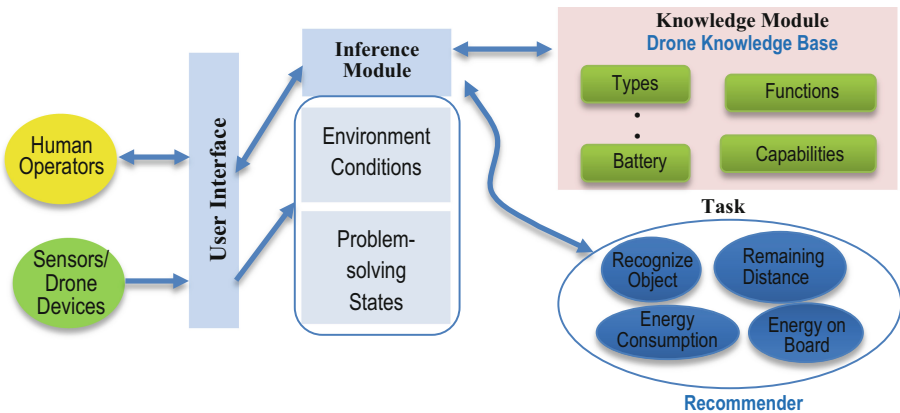 Knowledge Module
Drone Knowledge Base
Types
Functions
Battery
Capabilities
Inference
Module
Environment
Conditions
Problem-
solving
States
User Interface
Human
Operators
Sensors/
Drone
Devices
Task
Recognize
Object
Remaining
Distance
Energy
Consumption
Energy on
Board
Recommender